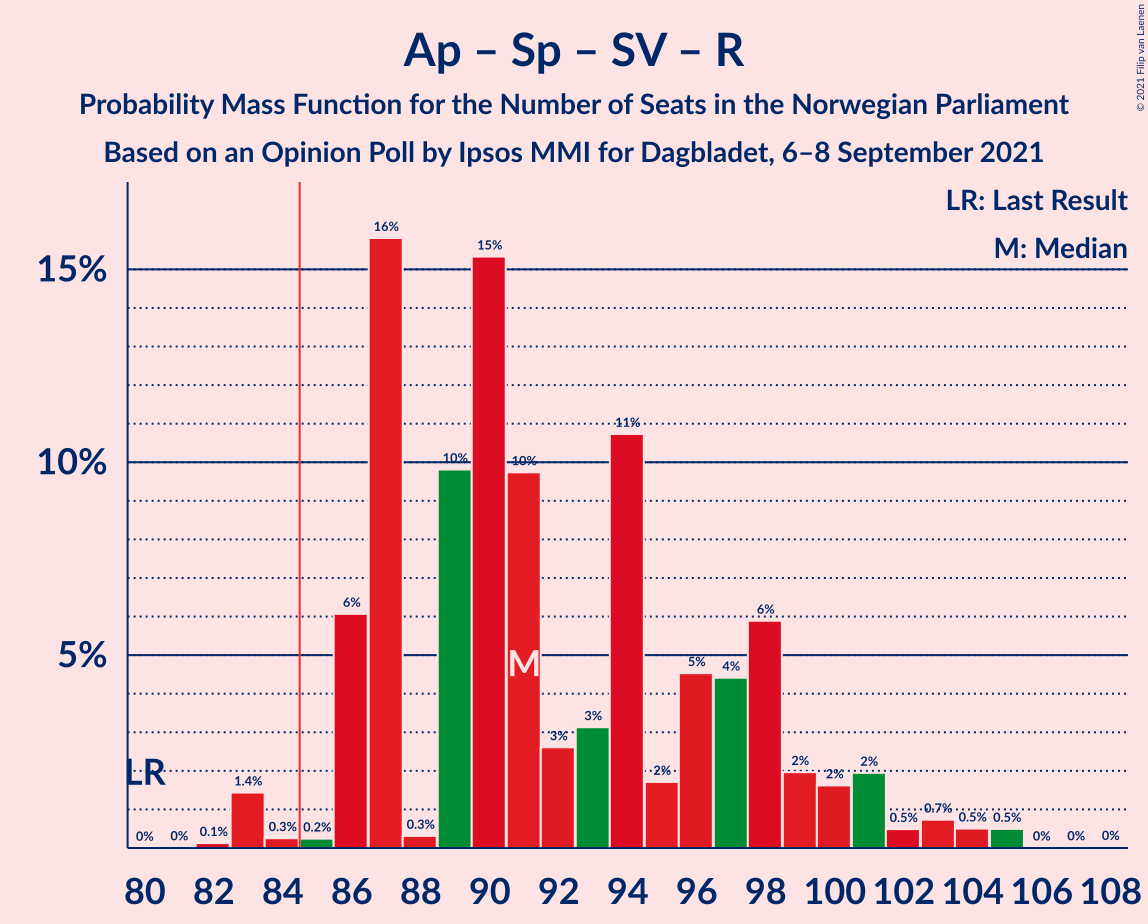 Ap – Sp – SV – R
Probability Mass Function for the Number of Seats in the Norwegian Parliament
Based on an Opinion Poll by Ipsos MMI for Dagbladet, 6–8 September 2021
© 2021 Filip van Laenen
LR: Last Result
M: Median
15%
10%
5%
0% 0% 0.1% 1.4% 0.3% 0.2% 6% 16% 0.3% 10% 15% 10% 3% 3% 11% 2% 5% 4% 6% 2% 2% 2% 0.5% 0.7% 0.5% 0.5% 0% 0% 0%
LR
M
80 82 84 86 88 90 92 94 96 98 100 102 104 106 108